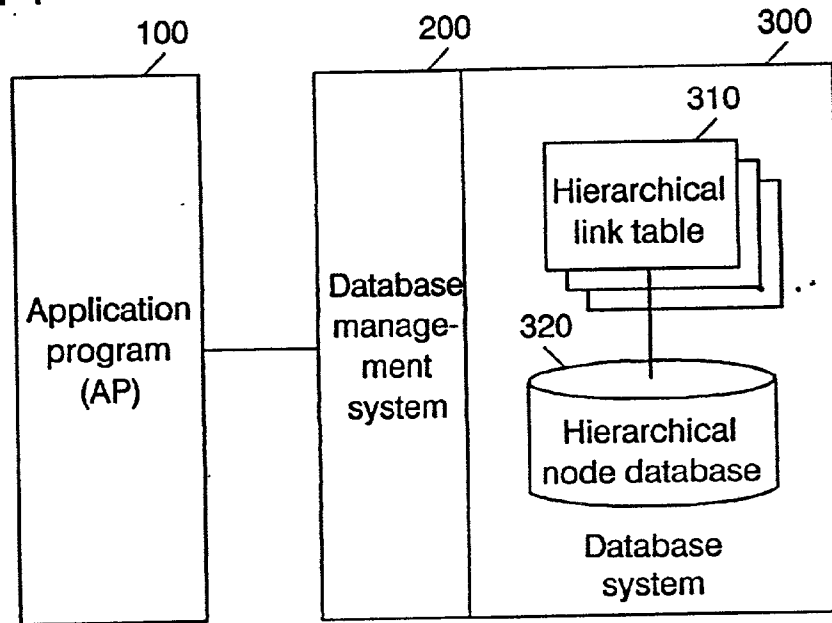 100
200
300
310
Hierarchical
link table
Application
program
(AP)
Database
manage-
ment
system
320
Hierarchical
node database
Database
system